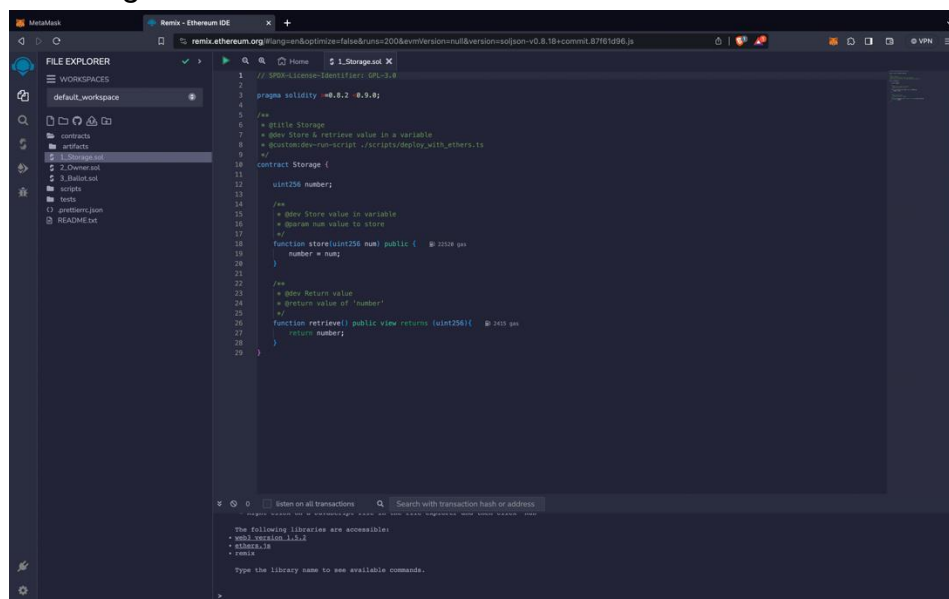 MetaMask
Remix - Ethereum IDE
remix.ethereum.org/#lang=en&optimize=false&runs=200&evmVersion=null&version=soljson-v0.8.18+commit.87f61d96.js
VPN
FILE EXPLORER
WORKSPACES
default_workspace
contracts
artifacts
1_Storage.sol
2_Owner.sol
3_Ballot.sol
scripts
tests
.prettierrc.json
README.txt
Home
1_Storage.sol
1 // SPDX-License-Identifier: GPL-3.0
2
3 pragma solidity >=0.8.2 <0.9.0;
4
5 /**
6 * @title Storage
7 * @dev Store & retrieve value in a variable
8 * @custom:dev-run-script ./scripts/deploy_with_ethers.ts
9 */
10 contract Storage {
11
12 uint256 number;
13
14 /**
15 * @dev Store value in variable
16 * @param num value to store
17 */
18 function store(uint256 num) public { 22520 gas
19 number = num;
20 }
21
22 /**
23 * @dev Return value
24 * @return value of 'number'
25 */
26 function retrieve() public view returns (uint256){ 2415 gas
27 return number;
28 }
29 }
0
listen on all transactions
Search with transaction hash or address
The following libraries are accessible:
• web3 version 1.5.2
• ethers.js
• remix
Type the library name to see available commands.
>